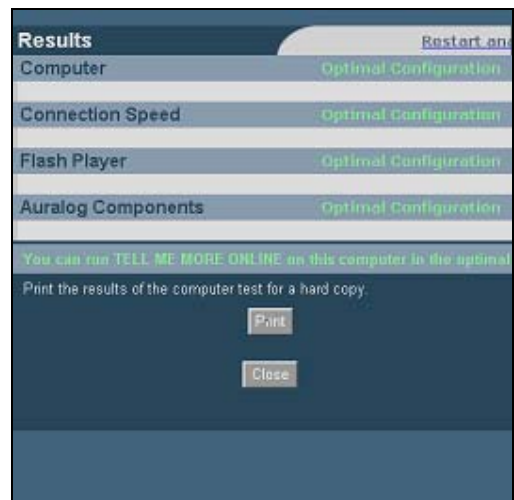 Results Restart and
Computer Optimal Configuration
Connection Speed Optimal Configuration
Flash Player Optimal Configuration
Auralog Components Optimal Configuration
You can run TELL ME MORE ONLINE on this computer in the optimal
Print the results of the computer test for a hard copy.
Print
Close